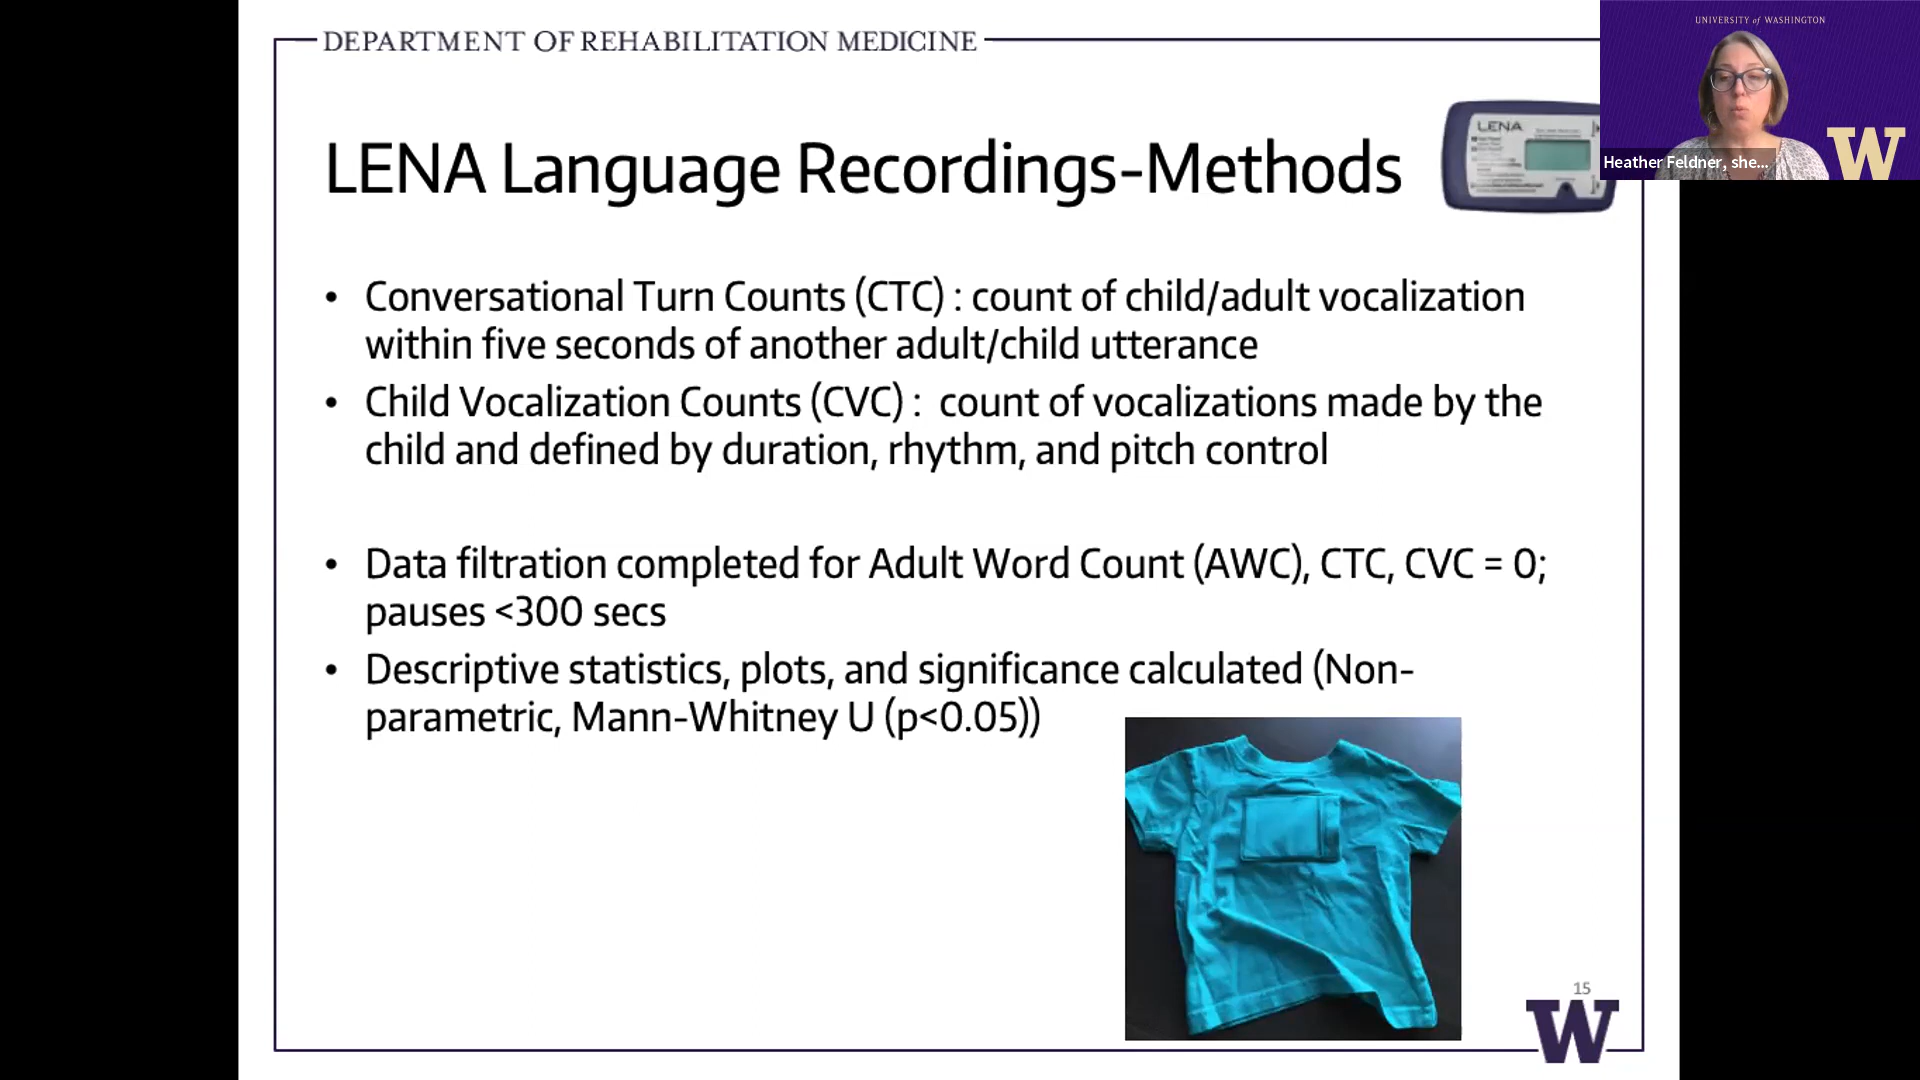 DEPARTMENT OF REHABILITATION MEDICINE
UNIVERSITY of WASHINGTON
LENA
W
Heather Feldner, she...
LENA Language Recordings-Methods
• Conversational Turn Counts (CTC) : count of child/adult vocalization
within five seconds of another adult/child utterance
• Child Vocalization Counts (CVC) :  count of vocalizations made by the
child and defined by duration, rhythm, and pitch control
• Data filtration completed for Adult Word Count (AWC), CTC, CVC = 0;
pauses <300 secs
• Descriptive statistics, plots, and significance calculated (Non-
parametric, Mann-Whitney U (p<0.05))
15
W